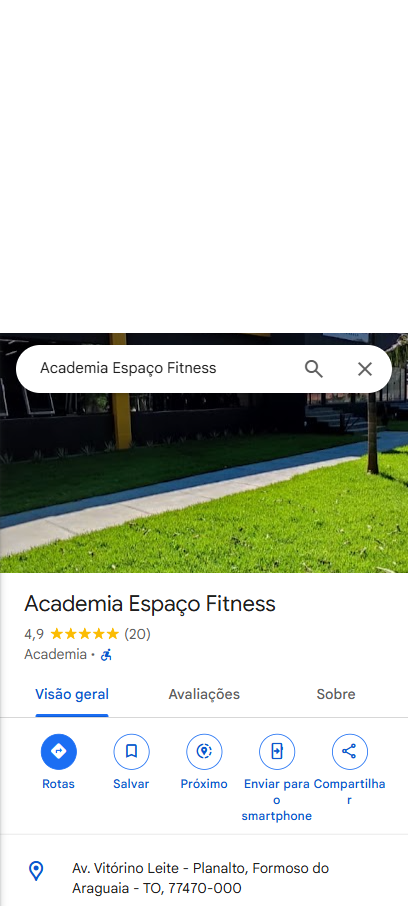 Academia Espaço Fitness
Academia Espaço Fitness
4,9 (20)
Academia ·
Visão geral Avaliações Sobre
Rotas Salvar Próximo Enviar para o smartphone Compartilhar
Av. Vitórino Leite - Planalto, Formoso do
Araguaia - TO, 77470-000